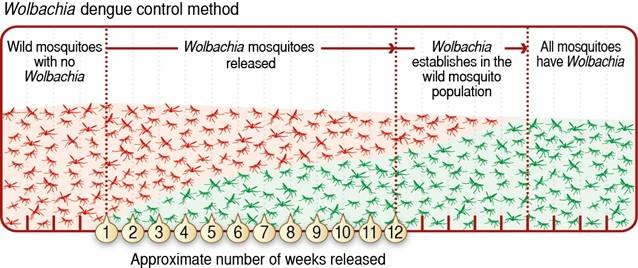 Wolbachia dengue control method
Wild mosquitoes
with no
Wolbachia
Wolbachia mosquitoes
released
Wolbachia
establishes in the
wild mosquito
population
All mosquitoes
have Wolbachia
1 2 3 4 5 6 7 8 9 10 11 12
Approximate number of weeks released